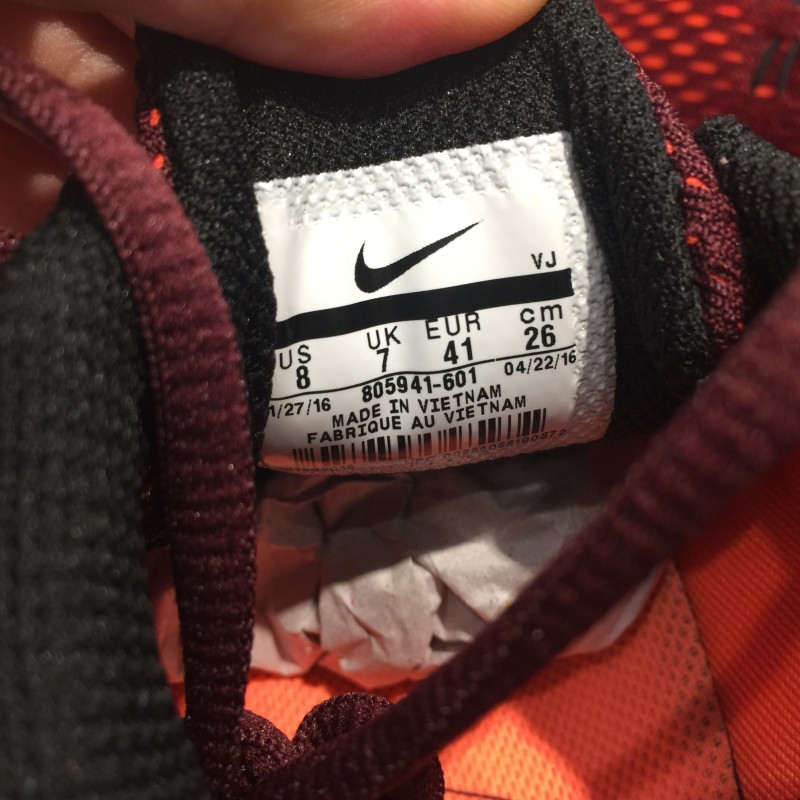 VJ
US UK EUR cm
8 7 41 26
1/27/16 805941-601 04/22/16
MADE IN VIETNAM
FABRIQUE AU VIETNAM